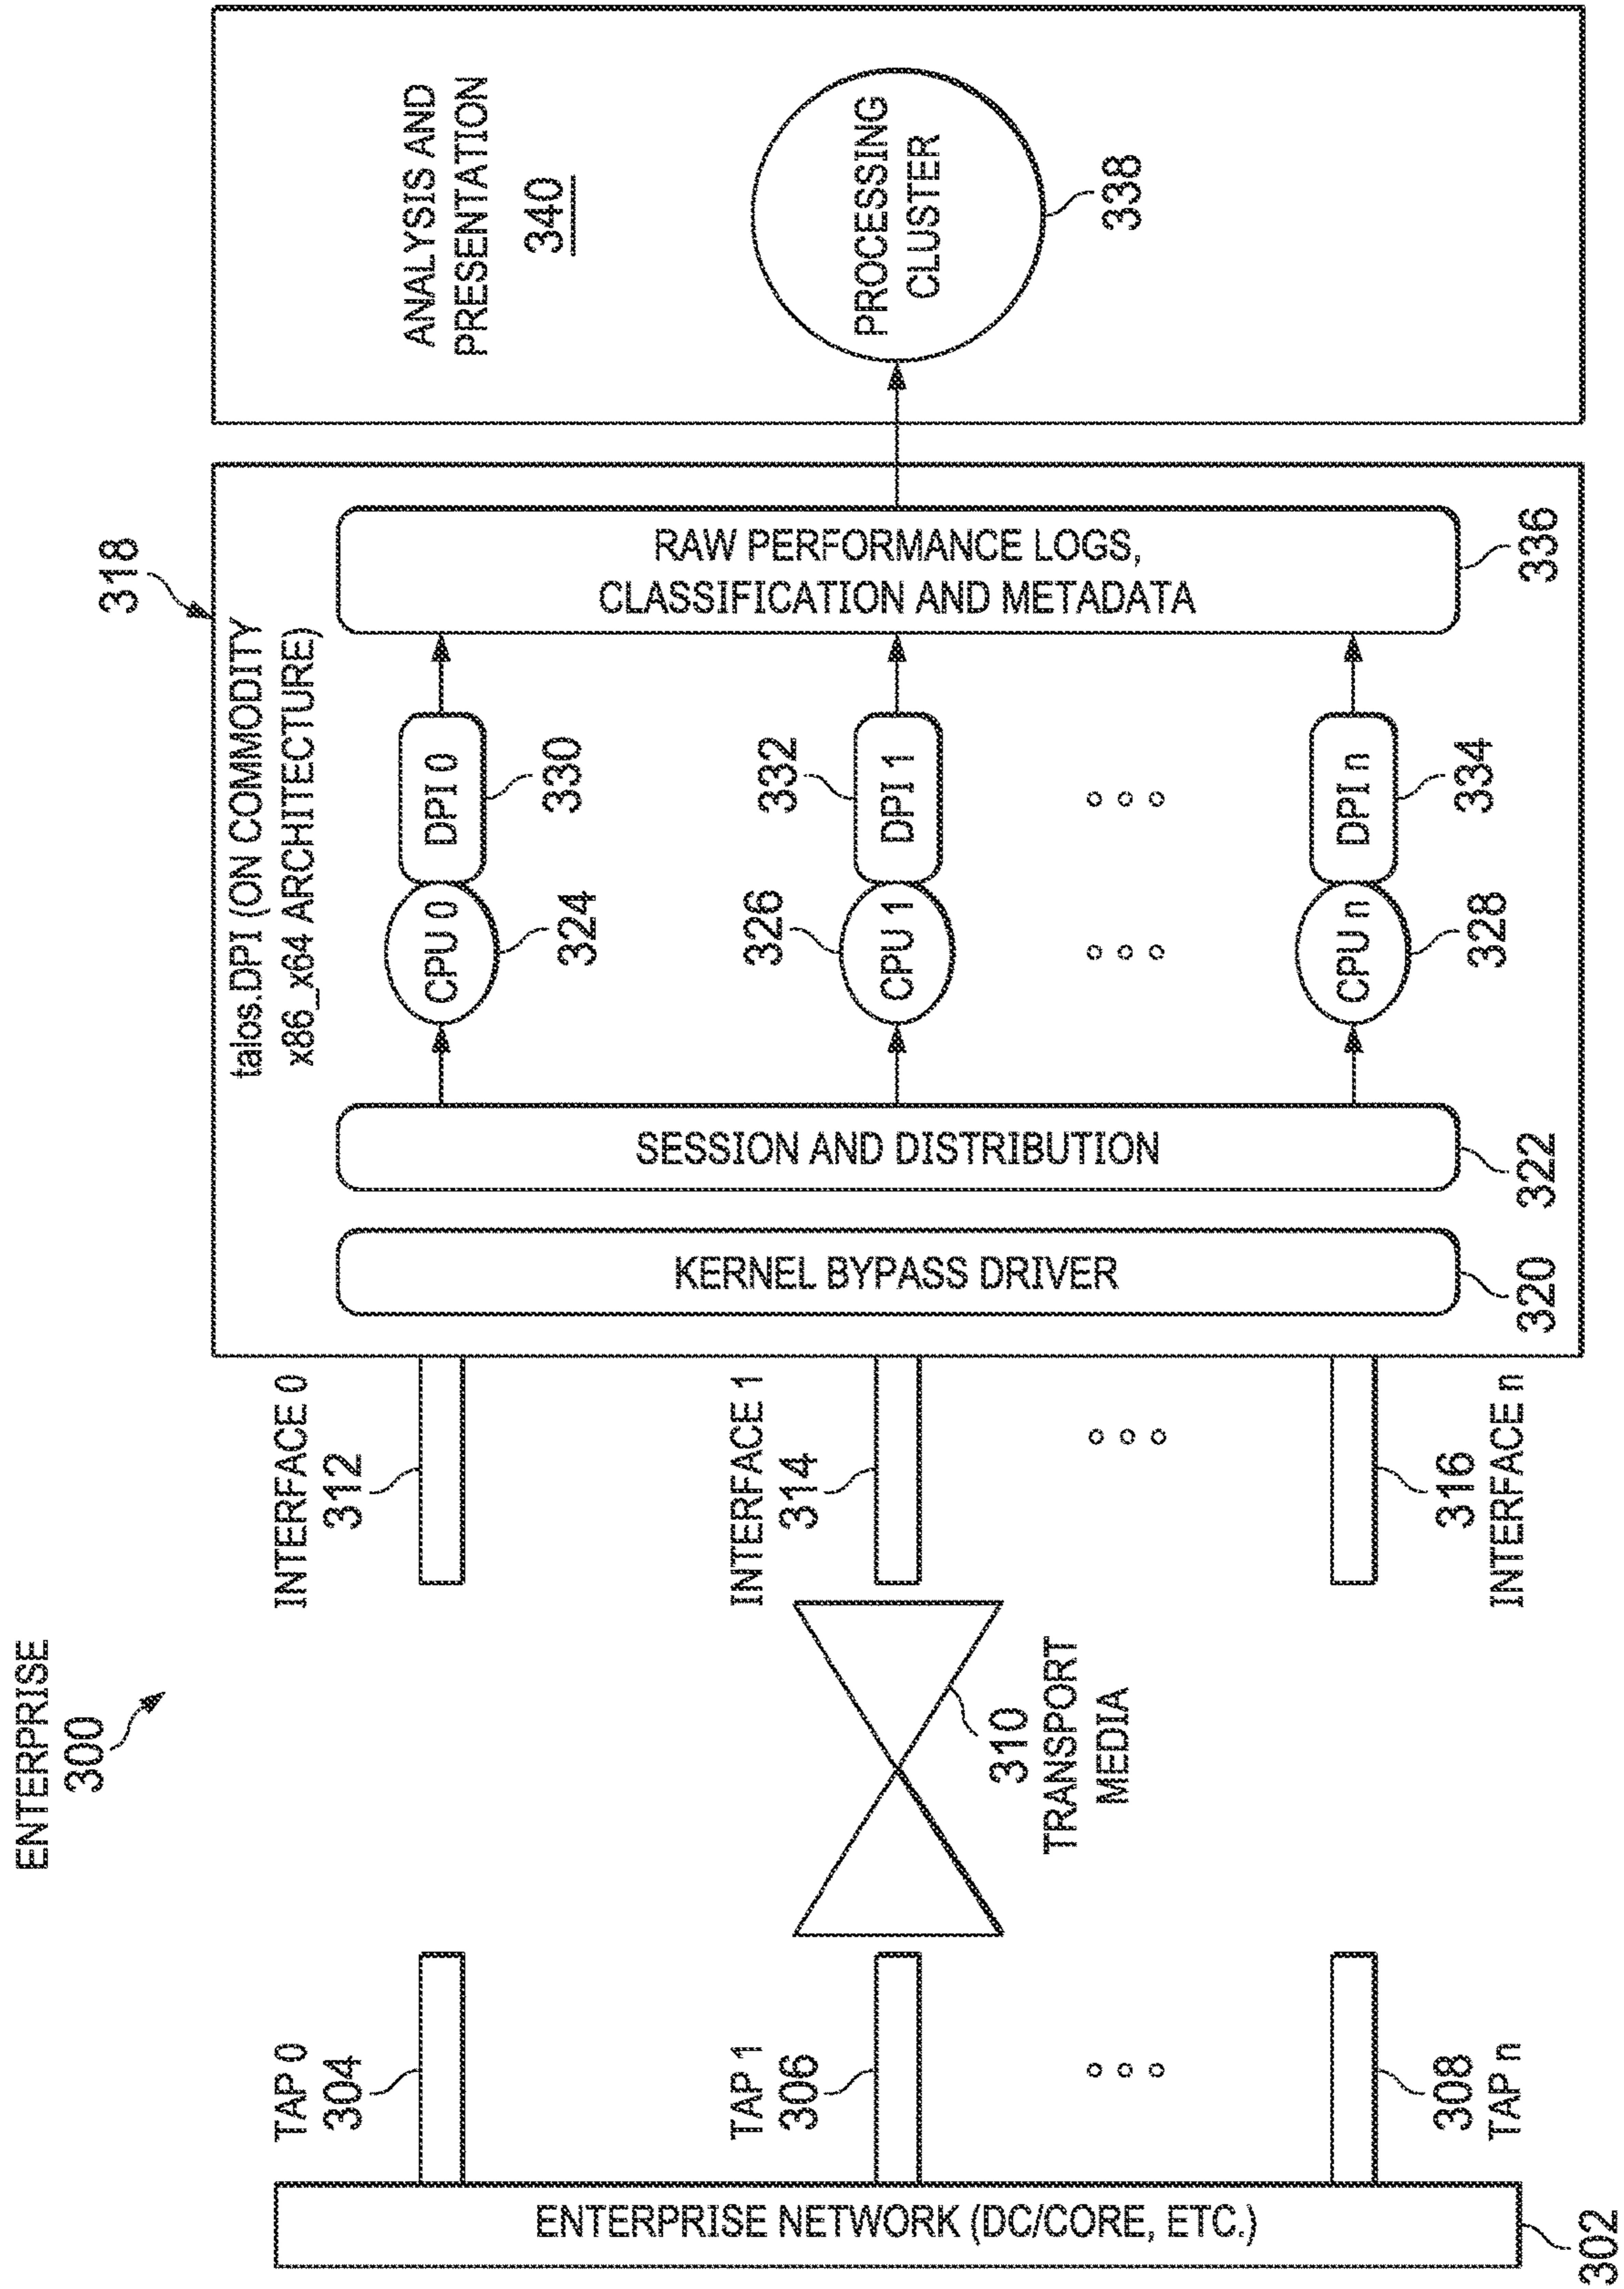 ENTERPRISE
300
ENTERPRISE NETWORK (DC/CORE, ETC.)
302
TAP 0
304
TAP 1
306
308
TAP n
310
TRANSPORT
MEDIA
INTERFACE 0
312
INTERFACE 1
314
316
INTERFACE n
318
talos.DPI (ON COMMODITY
x86_x64 ARCHITECTURE)
KERNEL BYPASS DRIVER
320
SESSION AND DISTRIBUTION
322
CPU 0
324
326
CPU 1
CPU n
328
DPI 0
330
332
DPI 1
DPI n
334
RAW PERFORMANCE LOGS,
CLASSIFICATION AND METADATA
336
ANALYSIS AND
PRESENTATION
340
PROCESSING
CLUSTER
338